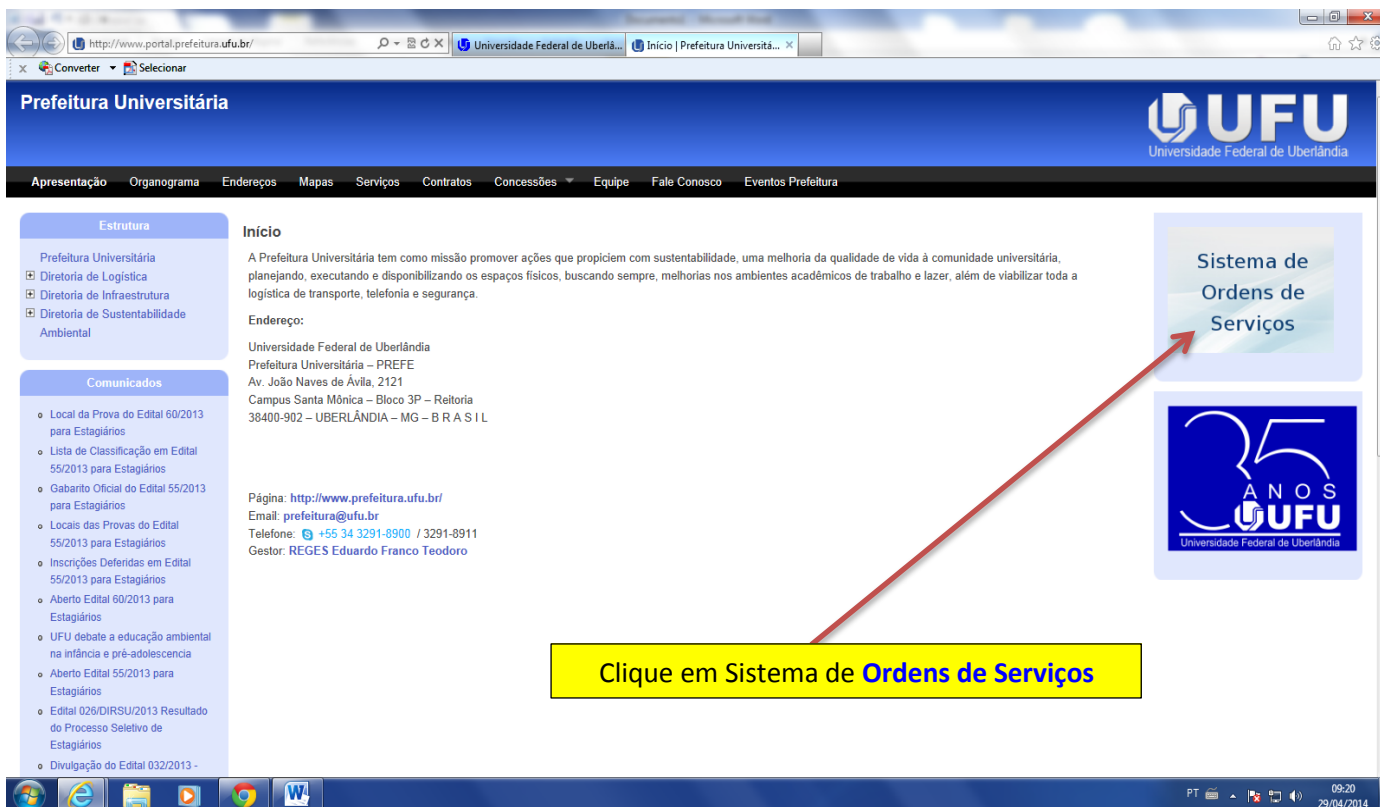 http://www.portal.prefeitura.ufu.br/
Universidade Federal de Uberlâ...
Início | Prefeitura Universitá...
x Converter Selecionar
Prefeitura Universitária
UFU
Universidade Federal de Uberlândia
Apresentação Organograma Endereços Mapas Serviços Contratos Concessões Equipe Fale Conosco Eventos Prefeitura
Estrutura
Prefeitura Universitária
Diretoria de Logística
Diretoria de Infraestrutura
Diretoria de Sustentabilidade
Ambiental
Comunicados
Local da Prova do Edital 60/2013
para Estagiários
Lista de Classificação em Edital
55/2013 para Estagiários
Gabarito Oficial do Edital 55/2013
para Estagiários
Locais das Provas do Edital
55/2013 para Estagiários
Inscrições Deferidas em Edital
55/2013 para Estagiários
Aberto Edital 60/2013 para
Estagiários
UFU debate a educação ambiental
na infância e pré-adolescencia
Aberto Edital 55/2013 para
Estagiários
Edital 026/DIRSU/2013 Resultado
do Processo Seletivo de
Estagiários
Divulgação do Edital 032/2013 -
Início
A Prefeitura Universitária tem como missão promover ações que propiciem com sustentabilidade, uma melhoria da qualidade de vida à comunidade universitária,
planejando, executando e disponibilizando os espaços físicos, buscando sempre, melhorias nos ambientes acadêmicos de trabalho e lazer, além de viabilizar toda a
logística de transporte, telefonia e segurança.
Endereço:
Universidade Federal de Uberlândia
Prefeitura Universitária – PREFE
Av. João Naves de Ávila, 2121
Campus Santa Mônica – Bloco 3P – Reitoria
38400-902 – UBERLÂNDIA – MG – B R A S I L
Página: http://www.prefeitura.ufu.br/
Email: prefeitura@ufu.br
Telefone: +55 34 3291-8900 / 3291-8911
Gestor: REGES Eduardo Franco Teodoro
Sistema de
Ordens de
Serviços
35
ANOS
UFU
Universidade Federal de Uberlândia
Clique em Sistema de Ordens de Serviços
PT
09:20
29/04/2014